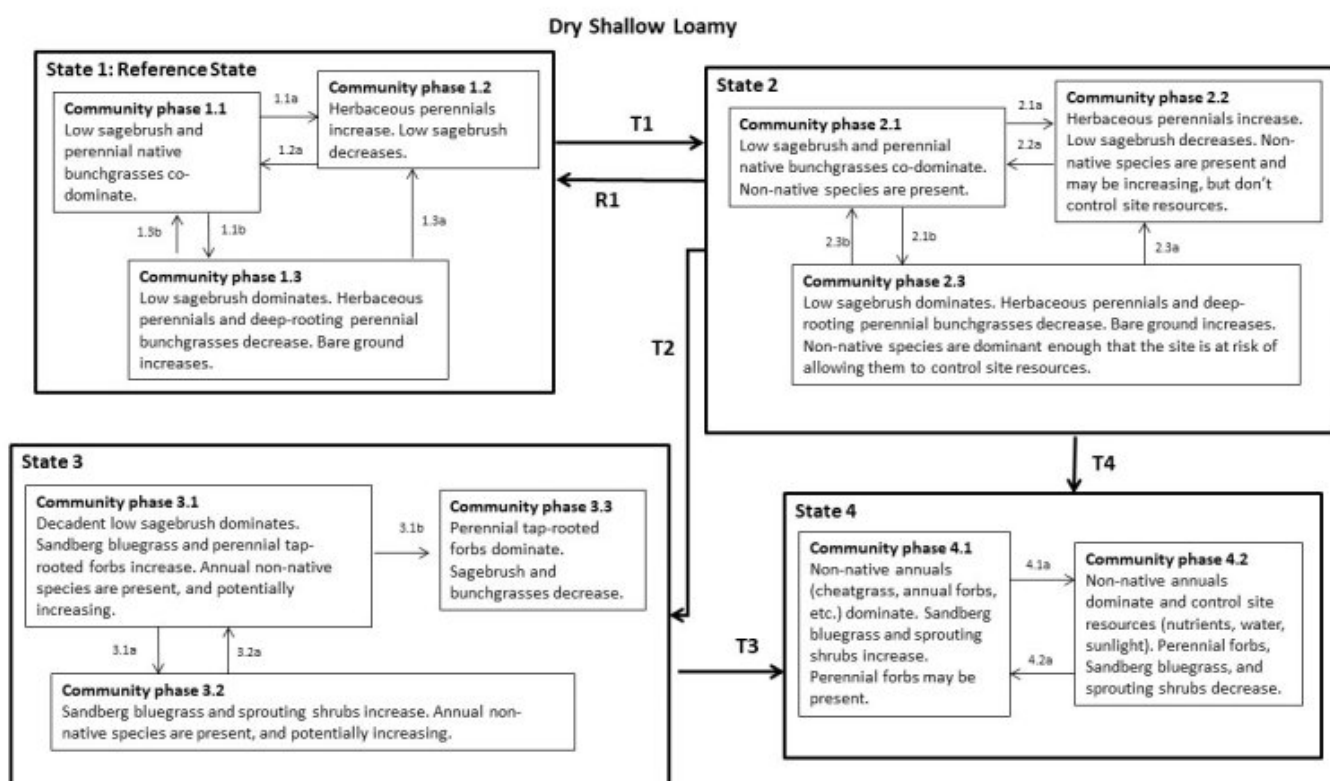 Dry Shallow Loamy
State 1: Reference State
Community phase 1.1
Low sagebrush and
perennial native
bunchgrasses co-
dominate.
1.1a
1.2a
Community phase 1.2
Herbaceous perennials
increase. Low sagebrush
decreases.
1.3b
1.1b
1.3a
Community phase 1.3
Low sagebrush dominates. Herbaceous
perennials and deep-rooting perennial
bunchgrasses decrease. Bare ground
increases.
T1
R1
State 2
Community phase 2.1
Low sagebrush and perennial
native bunchgrasses co-dominate.
Non-native species are present.
2.1a
2.2a
Community phase 2.2
Herbaceous perennials increase.
Low sagebrush decreases. Non-
native species are present and
may be increasing, but don't
control site resources.
2.3b
2.1b
2.3a
Community phase 2.3
Low sagebrush dominates. Herbaceous perennials and deep-
rooting perennial bunchgrasses decrease. Bare ground increases.
Non-native species are dominant enough that the site is at risk of
allowing them to control site resources.
T2
T4
State 3
Community phase 3.1
Decadent low sagebrush dominates.
Sandberg bluegrass and perennial tap-
rooted forbs increase. Annual non-native
species are present, and potentially
increasing.
3.1b
Community phase 3.3
Perennial tap-rooted
forbs dominate.
Sagebrush and
bunchgrasses decrease.
3.1a
3.2a
Community phase 3.2
Sandberg bluegrass and sprouting shrubs increase. Annual non-
native species are present, and potentially increasing.
T3
State 4
Community phase 4.1
Non-native annuals
(cheatgrass, annual forbs,
etc.) dominate. Sandberg
bluegrass and sprouting
shrubs increase.
Perennial forbs may be
present.
4.1a
4.2a
Community phase 4.2
Non-native annuals
dominate and control site
resources (nutrients, water,
sunlight). Perennial forbs,
Sandberg bluegrass, and
sprouting shrubs decrease.